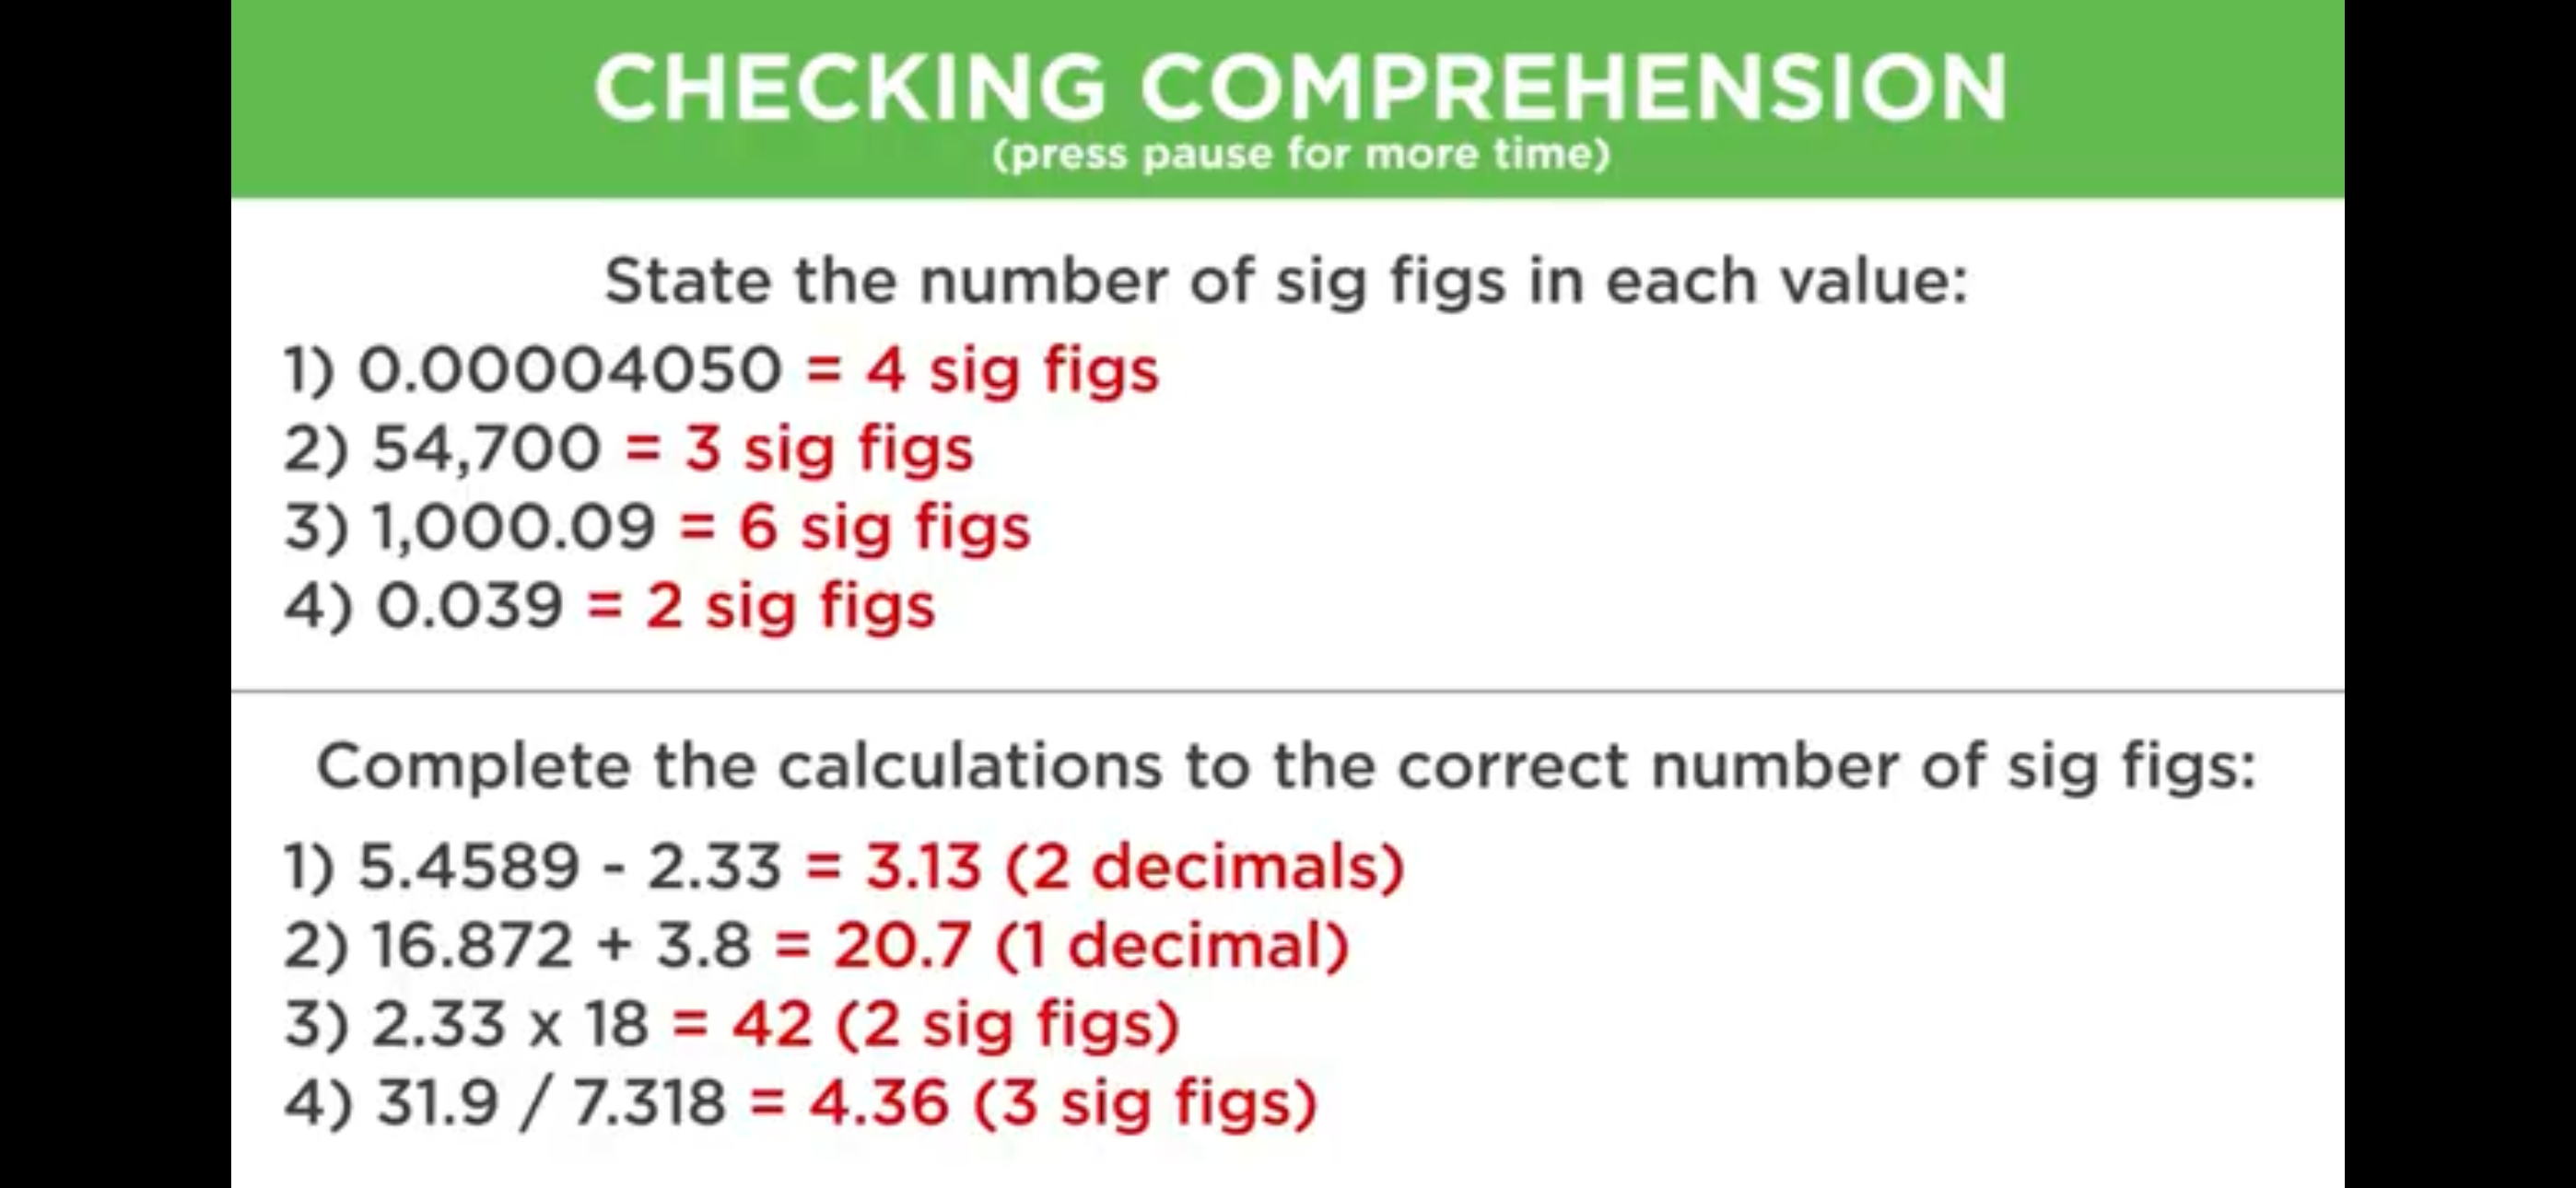 CHECKING COMPREHENSION
(press pause for more time)
State the number of sig figs in each value:
1) 0.00004050 = 4 sig figs
2) 54,700 = 3 sig figs
3) 1,000.09 = 6 sig figs
4) 0.039 = 2 sig figs
Complete the calculations to the correct number of sig figs:
1) 5.4589 - 2.33 = 3.13 (2 decimals)
2) 16.872 + 3.8 = 20.7 (1 decimal)
3) 2.33 x 18 = 42 (2 sig figs)
4) 31.9 / 7.318 = 4.36 (3 sig figs)